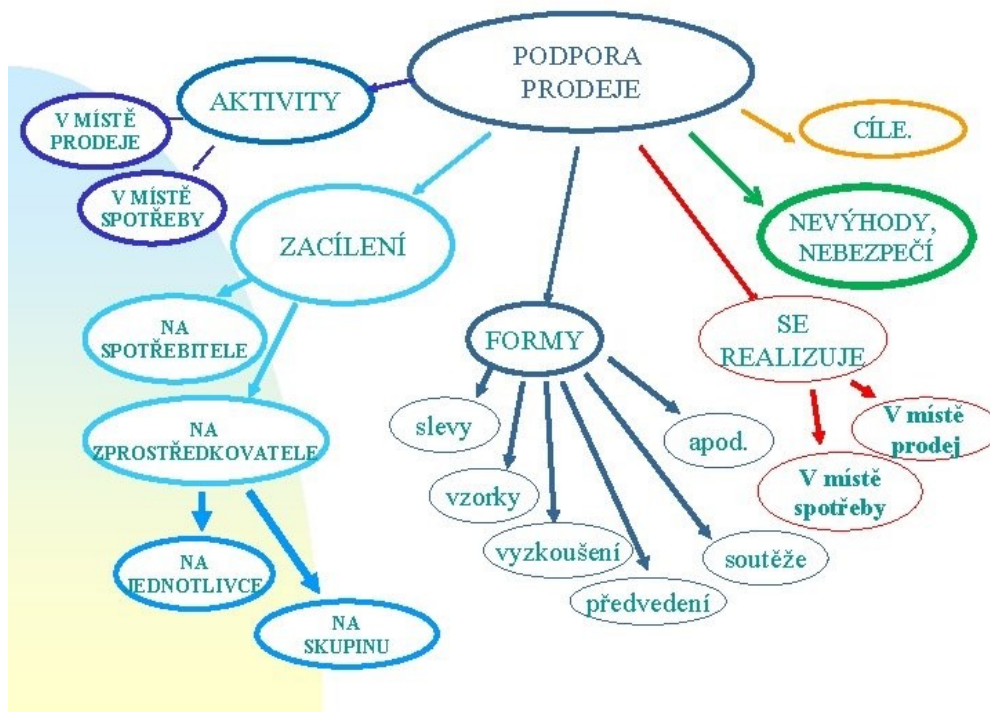 PODPORA
PRODEJE
AKTIVITY
V MÍSTĚ
PRODEJE
V MÍSTĚ
SPOTŘEBY
CÍLE.
NEVÝHODY,
NEBEZPEČÍ
ZACÍLENÍ
NA
SPOTŘEBITELE
NA
ZPROSTŘEDKOVATELE
NA
JEDNOTLIVCE
NA
SKUPINU
FORMY
slevy
vzorky
vyzkoušení
předvedení
soutěže
apod.
SE
REALIZUJE
V místě
prodej
V místě
spotřeby